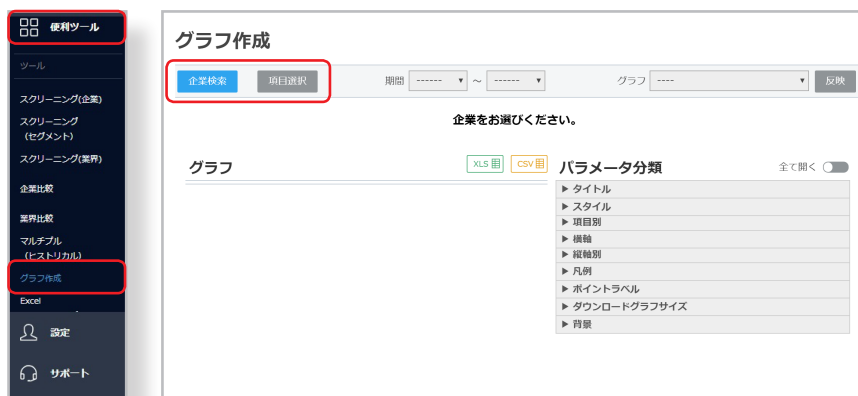 便利ツール
ツール
スクリーニング(企業)
スクリーニング
(セグメント)
スクリーニング(業界)
企業比較
業界比較
マルチプル
(ヒストリカル)
グラフ作成
Excel
設定
サポート
グラフ作成
企業検索 項目選択 期間 ------ ～ ------ グラフ ---- 反映
企業をお選びください。
グラフ XLS CSV
パラメータ分類 全て開く
▶ タイトル
▶ スタイル
▶ 項目別
▶ 横軸
▶ 縦軸別
▶ 凡例
▶ ポイントラベル
▶ ダウンロードグラフサイズ
▶ 背景